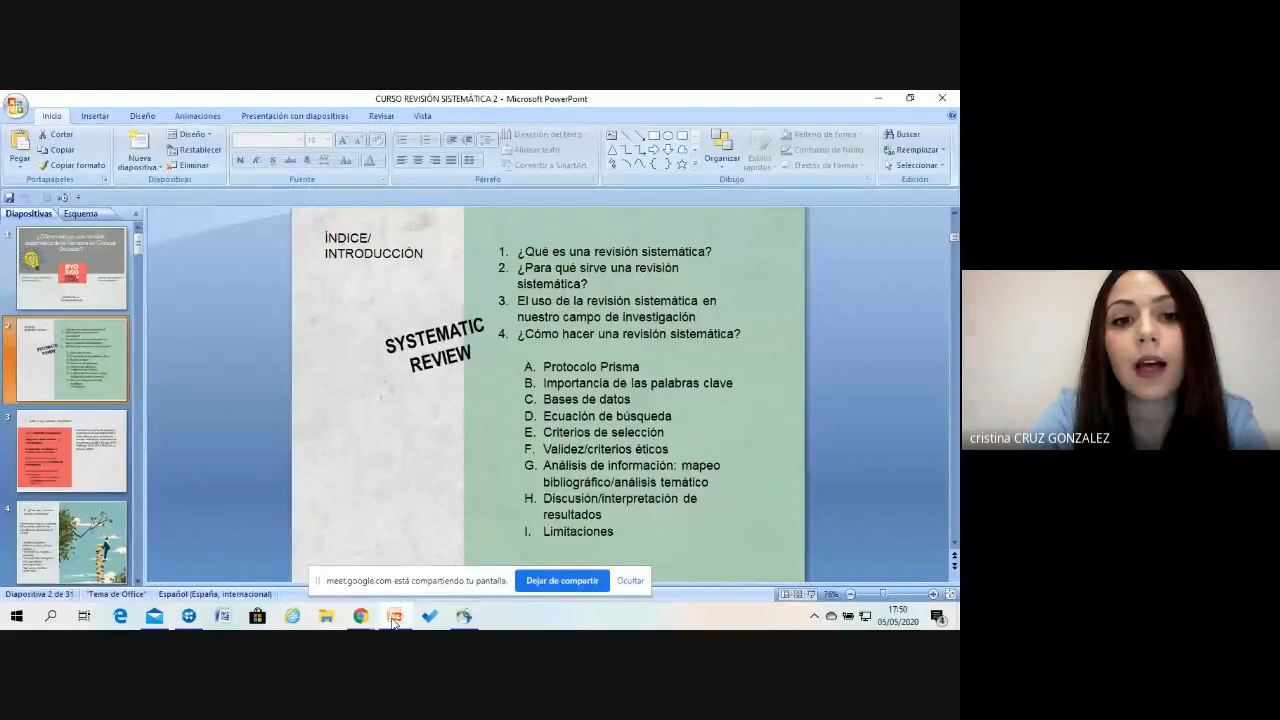 CURSO REVISIÓN SISTEMÁTICA 2 - Microsoft PowerPoint
Inicio Insertar Diseño Animaciones Presentación con diapositivas Revisar Vista
Pegar
Cortar
Copiar
Copiar formato
Portapapeles
Nueva
diapositiva
Diseño
Restablecer
Eliminar
Diapositivas
18
Fuente
Dirección del texto
Alinear texto
Convertir a SmartArt
Párrafo
Organizar
Estilos
rápidos
Relleno de forma
Contorno de forma
Efectos de formas
Dibujo
Buscar
Reemplazar
Seleccionar
Edición
Diapositivas Esquema
1
2
3
4
ÍNDICE/
INTRODUCCIÓN
SYSTEMATIC
REVIEW
1. ¿Qué es una revisión sistemática?
2. ¿Para qué sirve una revisión
sistemática?
3. El uso de la revisión sistemática en
nuestro campo de investigación
4. ¿Cómo hacer una revisión sistemática?
A. Protocolo Prisma
B. Importancia de las palabras clave
C. Bases de datos
D. Ecuación de búsqueda
E. Criterios de selección
F. Validez/criterios éticos
G. Análisis de información: mapeo
bibliográfico/análisis temático
H. Discusión/interpretación de
resultados
I. Limitaciones
meet.google.com está compartiendo tu pantalla.
Dejar de compartir
Ocultar
Diapositiva 2 de 31 "Tema de Office" Español (España, internacional)
76%
17:50
05/05/2020
4
cristina CRUZ GONZALEZ